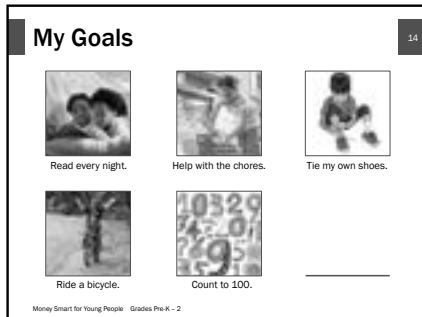 My Goals
14
Read every night.
Help with the chores.
Tie my own shoes.
Ride a bicycle.
Count to 100.
Money Smart for Young People Grades Pre-K – 2